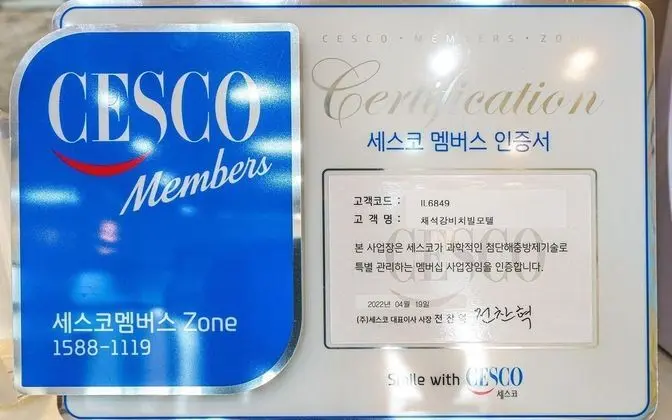 CESCO
Members
세스코멤버스 Zone
1588-1119
CESCO · MEMBERS · ZONE
Certification
세스코 멤버스 인증서
고객코드 : IL6849
고 객 명 : 채석강비치빌모텔
본 사업장은 세스코가 과학적인 첨단해충방제기술로
특별 관리하는 멤버십 사업장임을 인증합니다.
CESCO
2022년 04월 19일
(주)세스코 대표이사 사장 전찬혁 전찬혁
Smile with CESCO
세스코